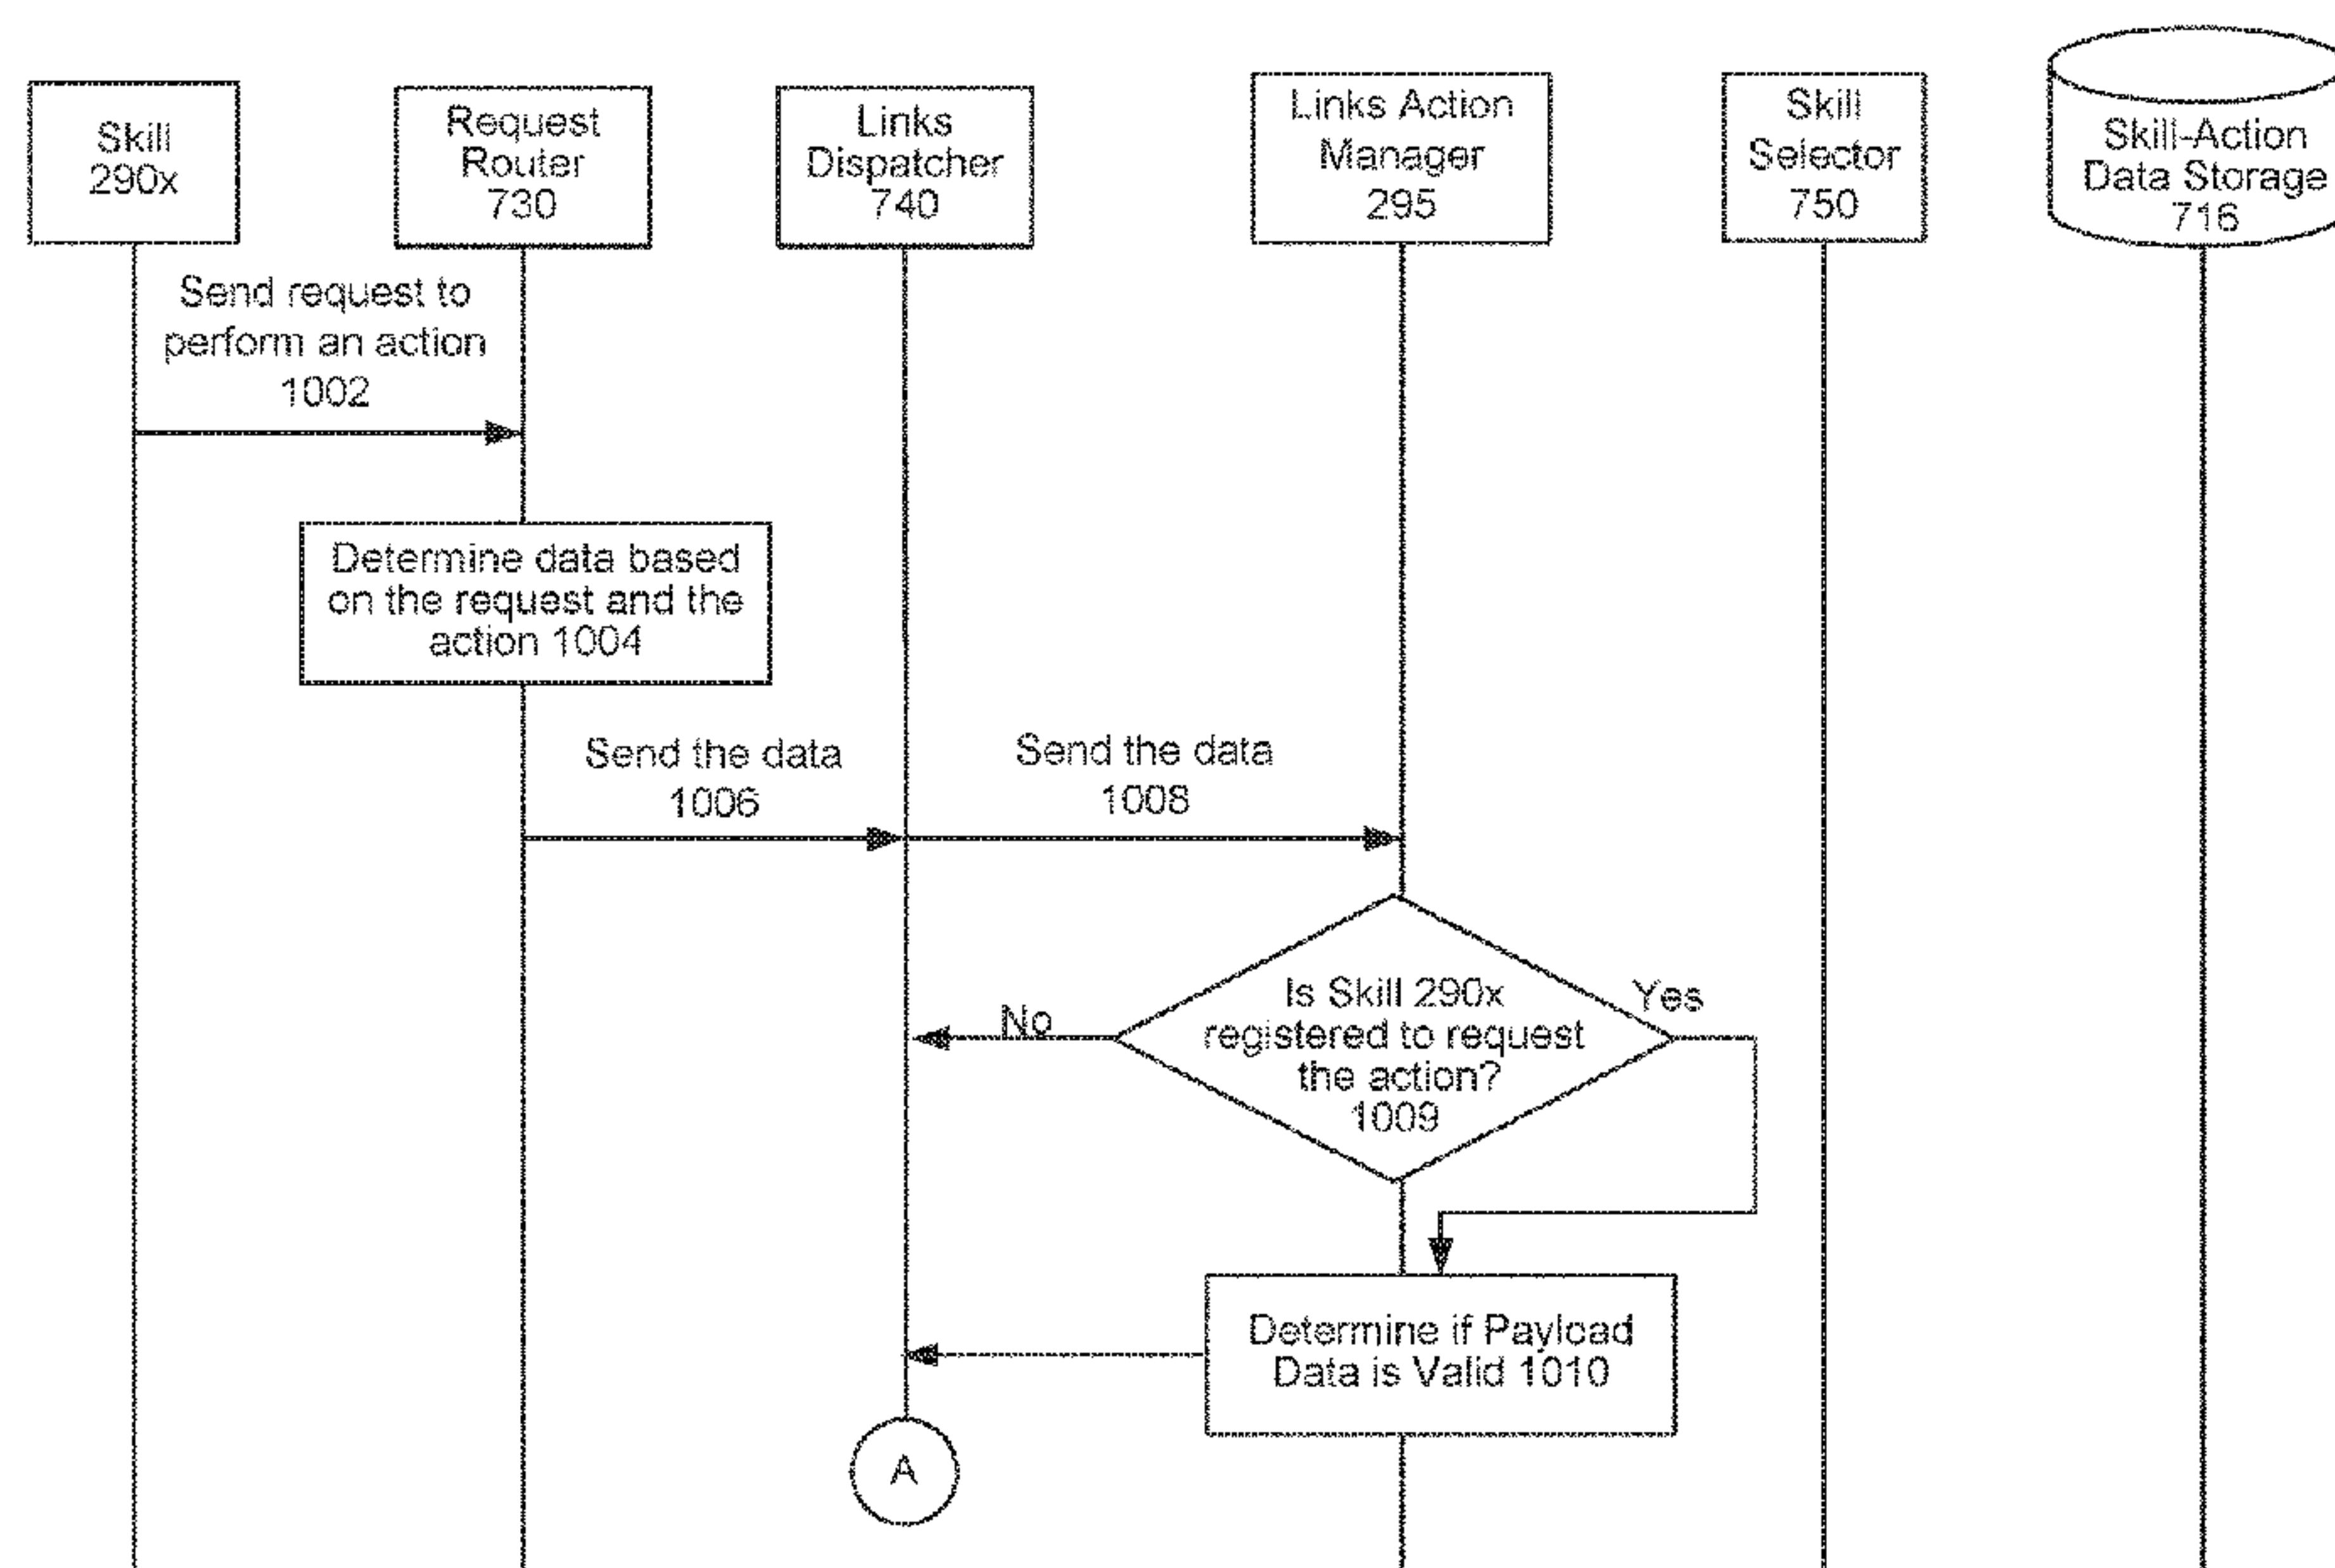 Skill
290x
Request
Router
730
Links
Dispatcher
740
Links Action
Manager
295
Skill
Selector
750
Skill-Action
Data Storage
716
Send request to
perform an action
1002
Determine data based
on the request and the
action 1004
Send the data
1006
Send the data
1008
Is Skill 290x
registered to request
the action?
1009
No
Yes
Determine if Payload
Data is Valid 1010
A